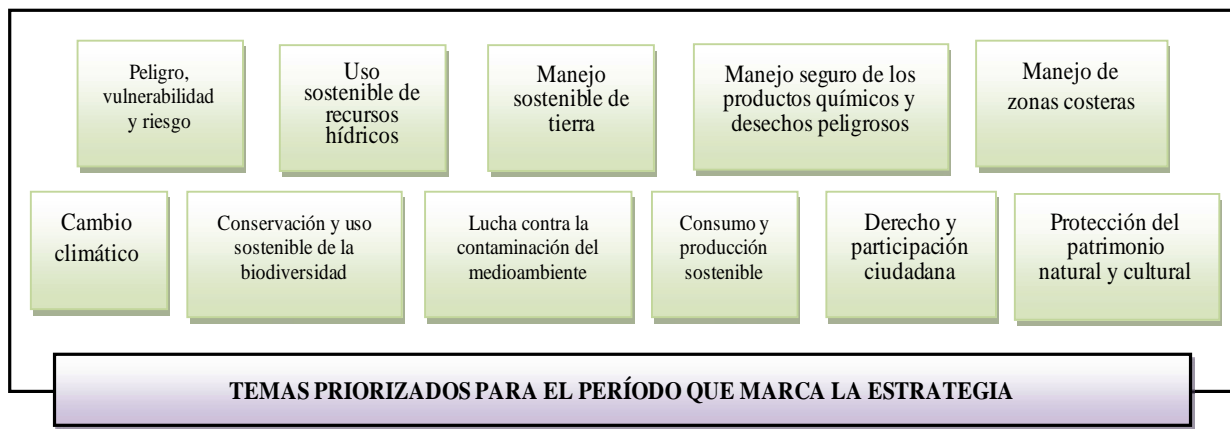 Peligro,
vulnerabilidad
y riesgo
Uso
sostenible de
recursos
hídricos
Manejo
sostenible de
tierra
Manejo seguro de los
productos químicos y
desechos peligrosos
Manejo de
zonas costeras
Cambio
climático
Conservación y uso
sostenible de la
biodiversidad
Lucha contra la
contaminación del
medioambiente
Consumo y
producción
sostenible
Derecho y
participación
ciudadana
Protección del
patrimonio
natural y cultural
TEMAS PRIORIZADOS PARA EL PERÍODO QUE MARCA LA ESTRATEGIA